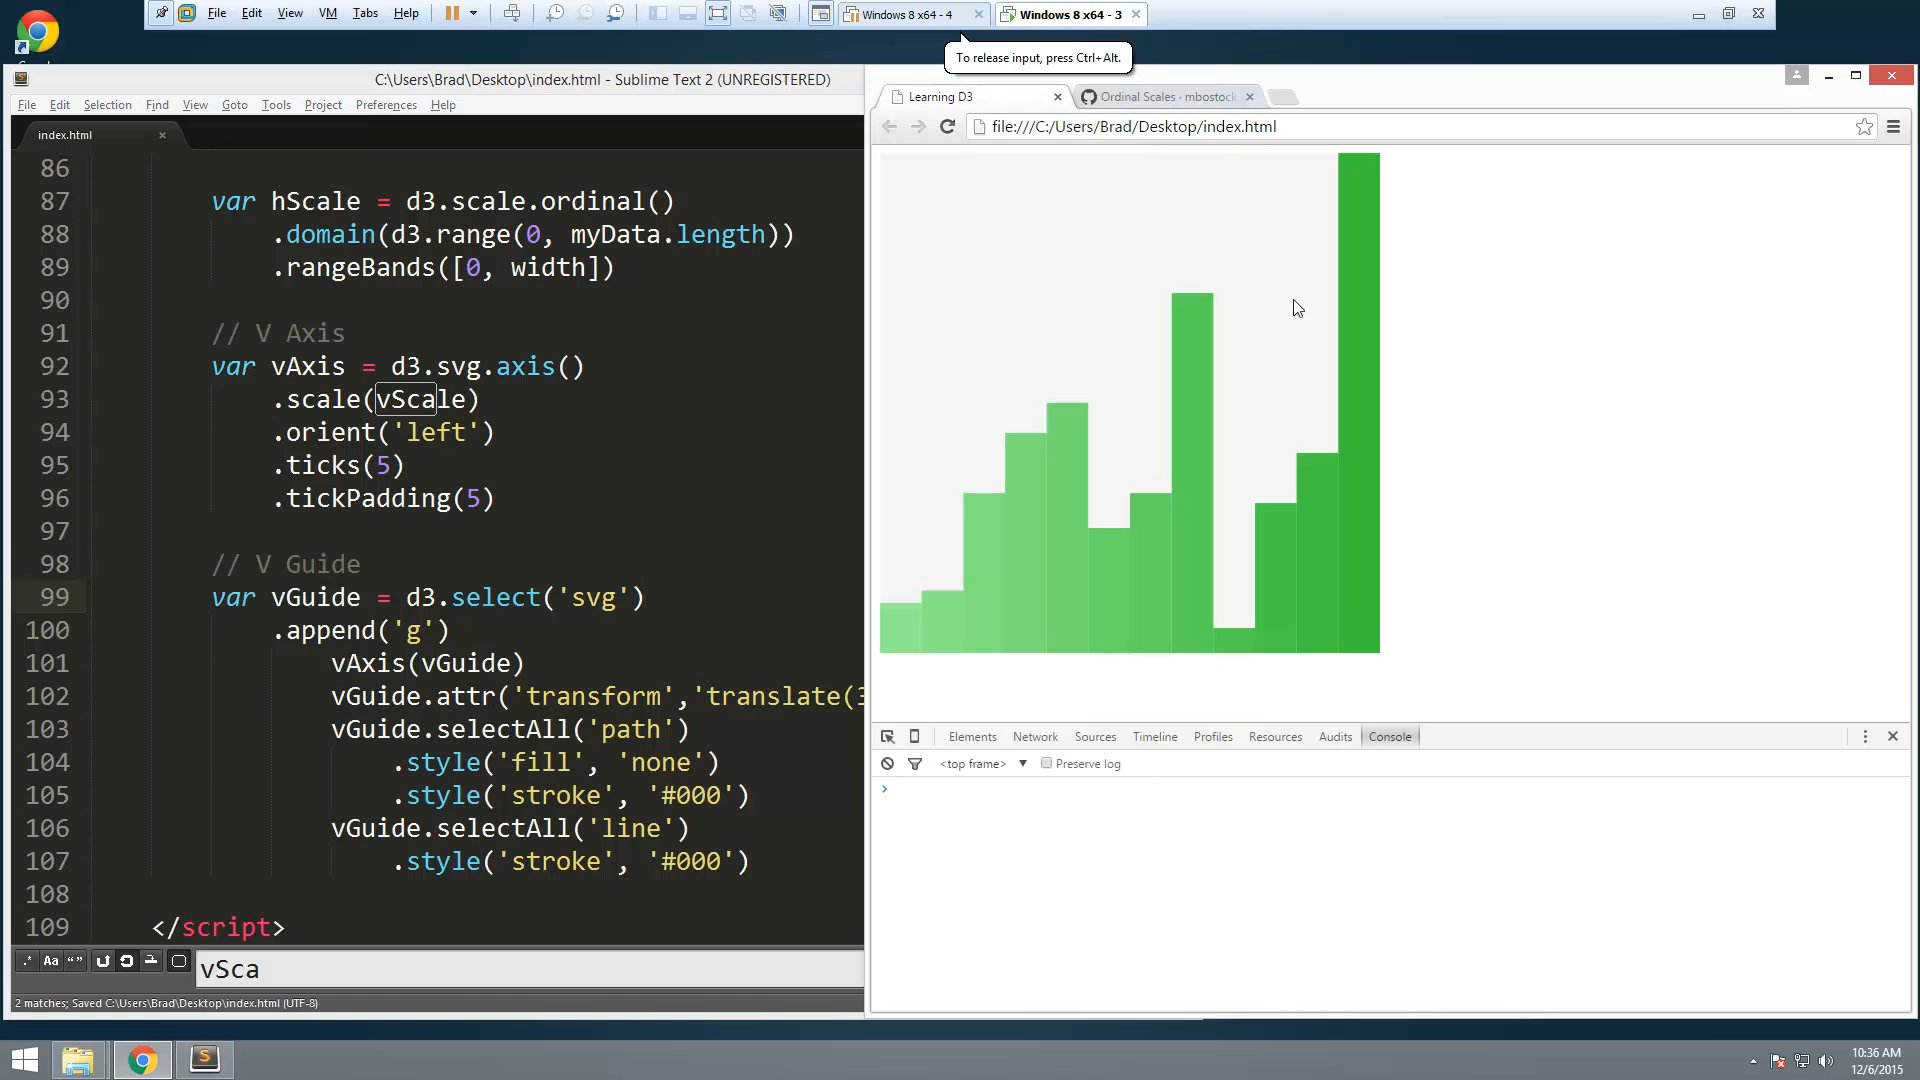 File Edit View VM Tabs Help
Windows 8 x64 - 4
Windows 8 x64 - 3
To release input, press Ctrl+Alt.
C:\Users\Brad\Desktop\index.html - Sublime Text 2 (UNREGISTERED)
File Edit Selection Find View Goto Tools Project Preferences Help
index.html
86
87 var hScale = d3.scale.ordinal()
88 .domain(d3.range(0, myData.length))
89 .rangeBands([0, width])
90
91 // V Axis
92 var vAxis = d3.svg.axis()
93 .scale(vScale)
94 .orient('left')
95 .ticks(5)
96 .tickPadding(5)
97
98 // V Guide
99 var vGuide = d3.select('svg')
100 .append('g')
101 vAxis(vGuide)
102 vGuide.attr('transform','translate(3
103 vGuide.selectAll('path')
104 .style('fill', 'none')
105 .style('stroke', '#000')
106 vGuide.selectAll('line')
107 .style('stroke', '#000')
108
109 </script>
.* Aa “”
vSca
2 matches; Saved C:\Users\Brad\Desktop\index.html (UTF-8)
Learning D3
Ordinal Scales · mbostock
file:///C:/Users/Brad/Desktop/index.html
Elements Network Sources Timeline Profiles Resources Audits Console
<top frame> ▼ Preserve log
>
10:36 AM
12/6/2015